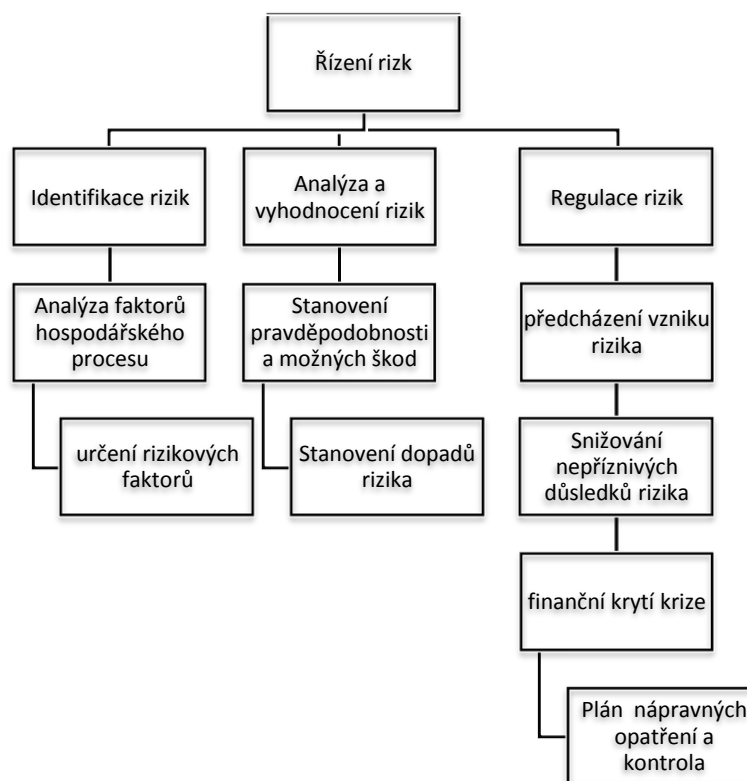 Řízení rizk
Identifikace rizik
Analýza a
vyhodnocení rizik
Regulace rizik
Analýza faktorů
hospodářského
procesu
Stanovení
pravděpodobnosti
a možných škod
předcházení vzniku
rizika
určení rizikových
faktorů
Stanovení dopadů
rizika
Snižování
nepříznivých
důsledků rizika
finanční krytí krize
Plán nápravných
opatření a
kontrola